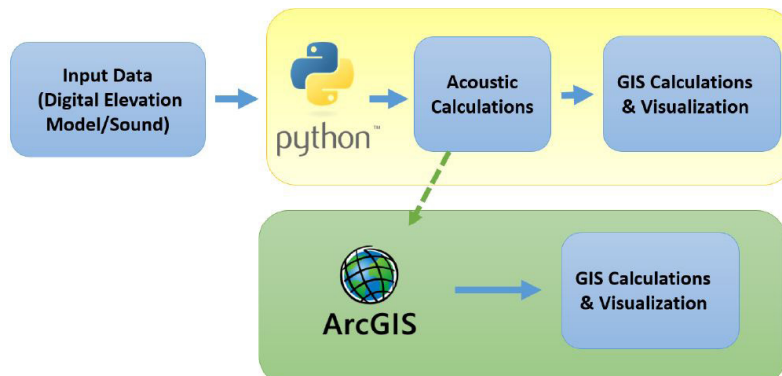 Input Data
(Digital Elevation
Model/Sound)
python™
Acoustic
Calculations
GIS Calculations
& Visualization
ArcGIS
GIS Calculations
& Visualization